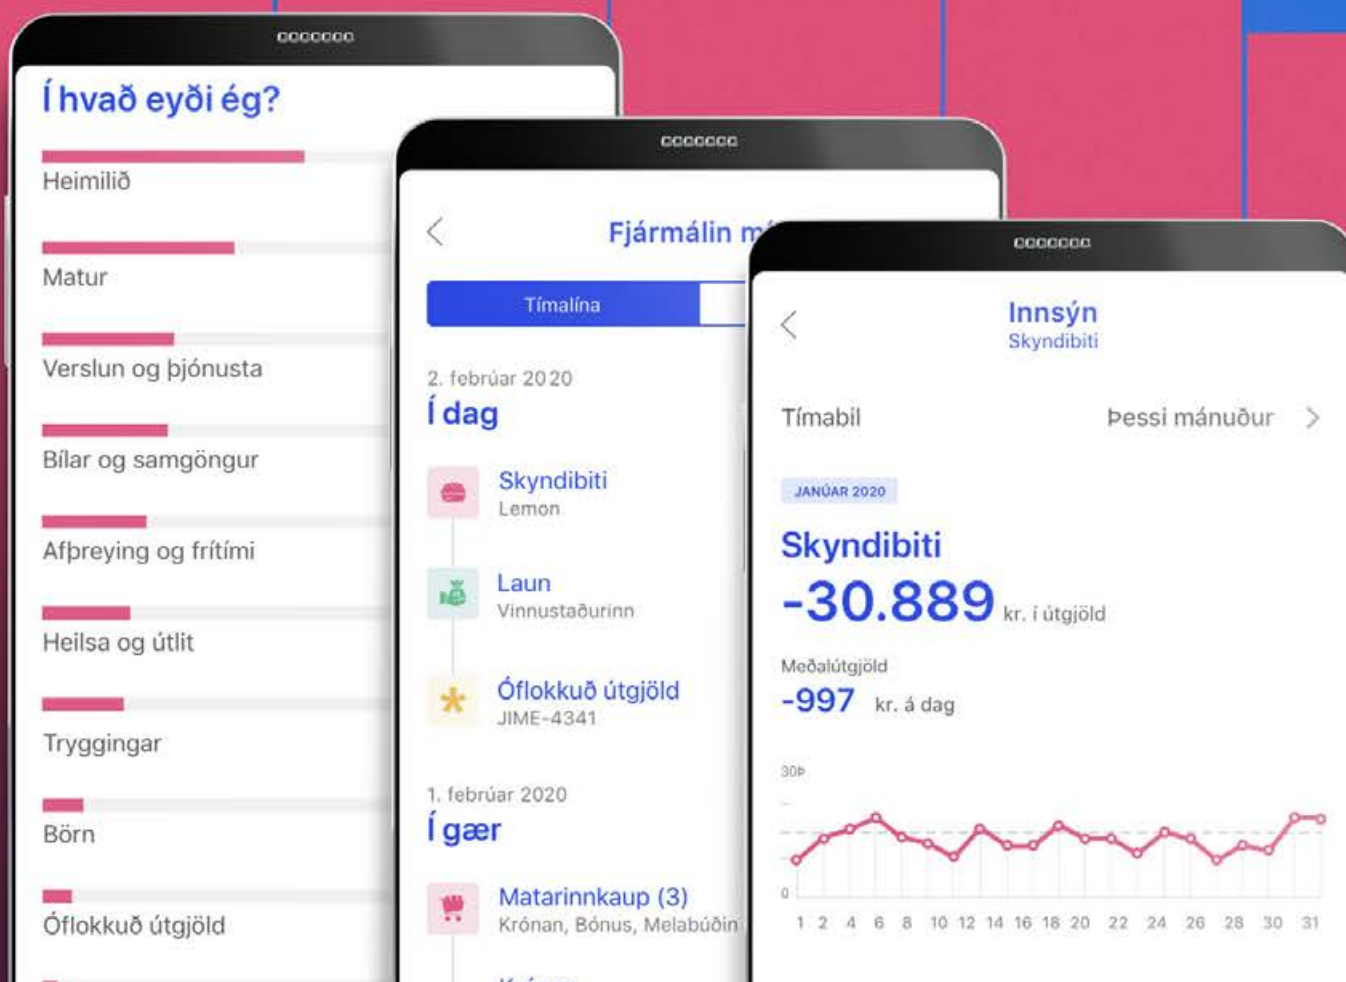 Í hvað eyði ég?
Heimilið
Matur
Verslun og þjónusta
Bílar og samgöngur
Afþreying og frítími
Heilsa og útlit
Tryggingar
Börn
Óflokkuð útgjöld
Fjármálin
Tímalína
2. febrúar 2020
Í dag
Skyndibiti
Lemon
Laun
Vinnustaðurinn
Óflokkuð útgjöld
JIME-4341
1. febrúar 2020
Í gær
Matarinnkaup (3)
Krónan, Bónus, Melabúðin
Innsýn
Skyndibiti
Tímabil Þessi mánuður
JANÚAR 2020
Skyndibiti
-30.889 kr. í útgjöld
Meðalútgjöld
-997 kr. á dag
30Þ
0
1 2 4 6 8 10 12 14 16 18 20 22 24 26 28 30 31